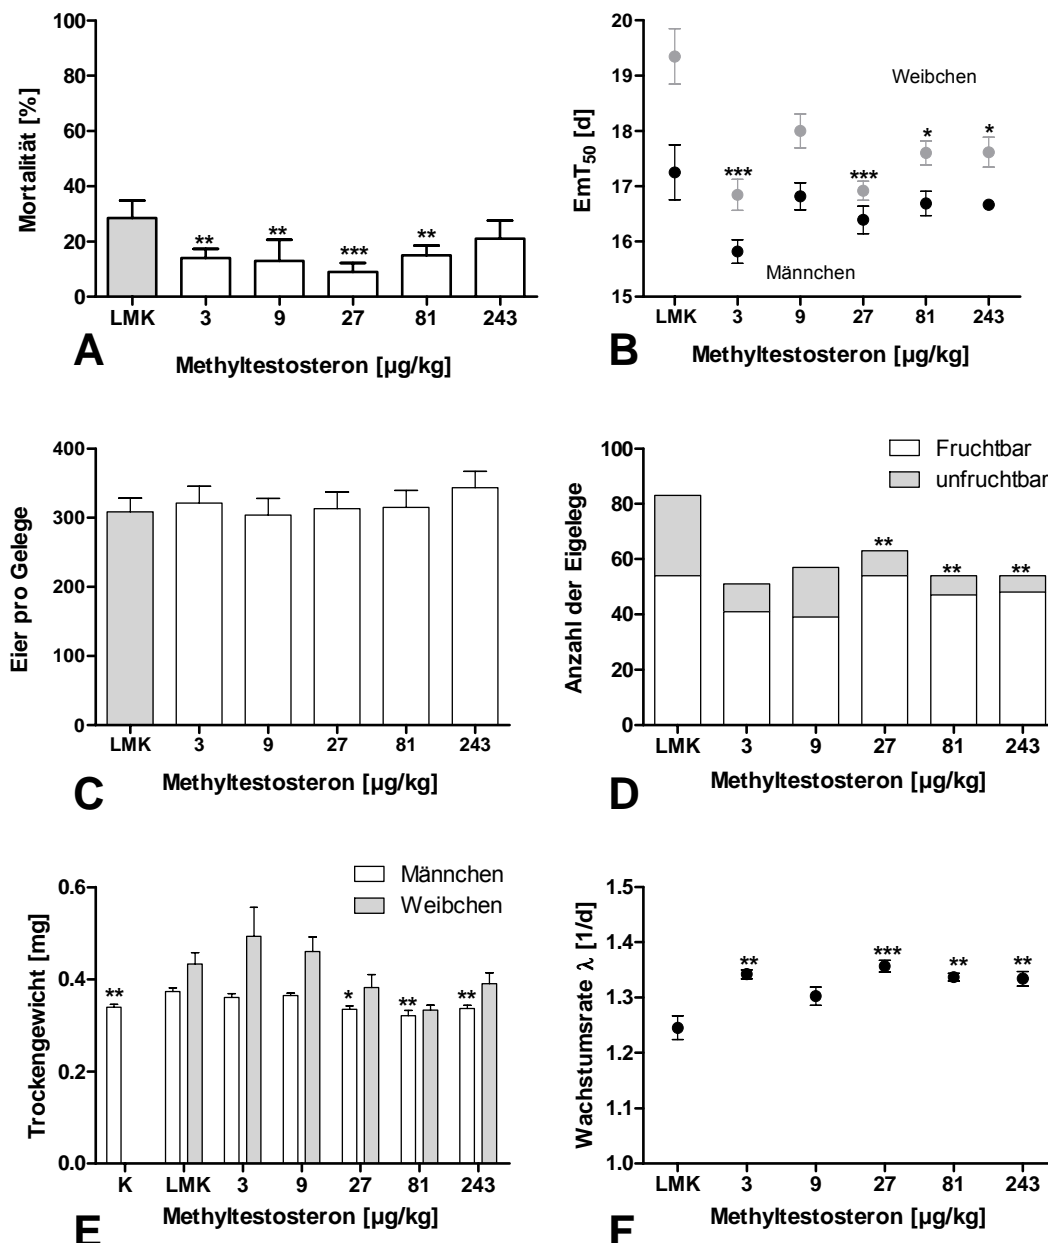 100
80
60
40
20
0
Mortalität [%]
**
**
***
**
LMK 3 9 27 81 243
A
Methyltestosteron [µg/kg]
20
19
18
17
16
15
EmT50 [d]
Weibchen
***
***
*
*
Männchen
LMK 3 9 27 81 243
B
Methyltestosteron [µg/kg]
400
300
200
100
0
Eier pro Gelege
LMK 3 9 27 81 243
C
Methyltestosteron [µg/kg]
100
80
60
40
20
0
Anzahl der Eigelege
Fruchtbar
unfruchtbar
**
**
**
LMK 3 9 27 81 243
D
Methyltestosteron [µg/kg]
0.6
0.4
0.2
0.0
Trockengewicht [mg]
Männchen
Weibchen
**
*
**
**
K LMK 3 9 27 81 243
E
Methyltestosteron [µg/kg]
1.5
1.4
1.3
1.2
1.1
1.0
Wachstumsrate λ [1/d]
**
***
**
**
LMK 3 9 27 81 243
F
Methyltestosteron [µg/kg]